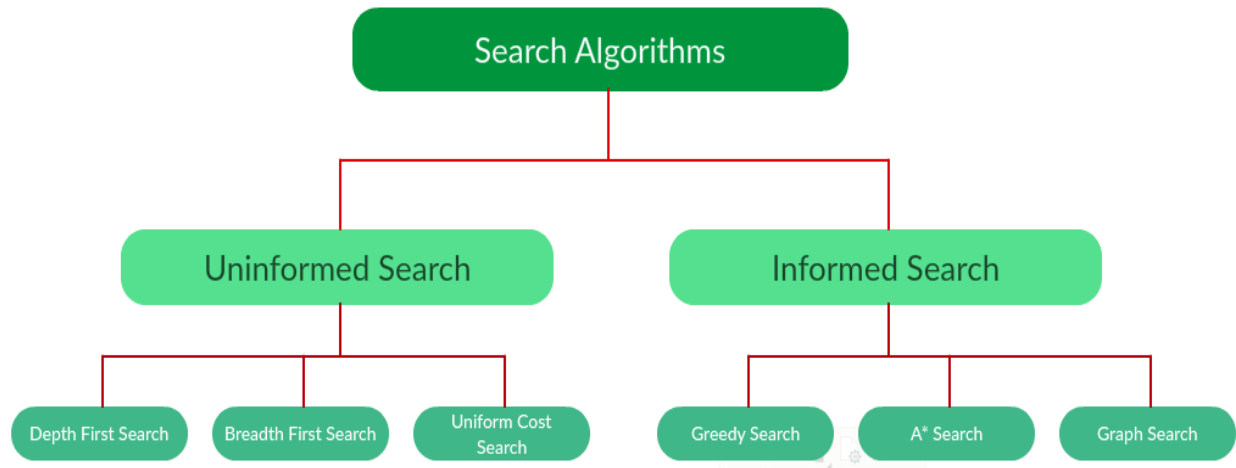 Search Algorithms
Uninformed Search
Informed Search
Depth First Search
Breadth First Search
Uniform Cost
Search
Greedy Search
A* Search
Graph Search